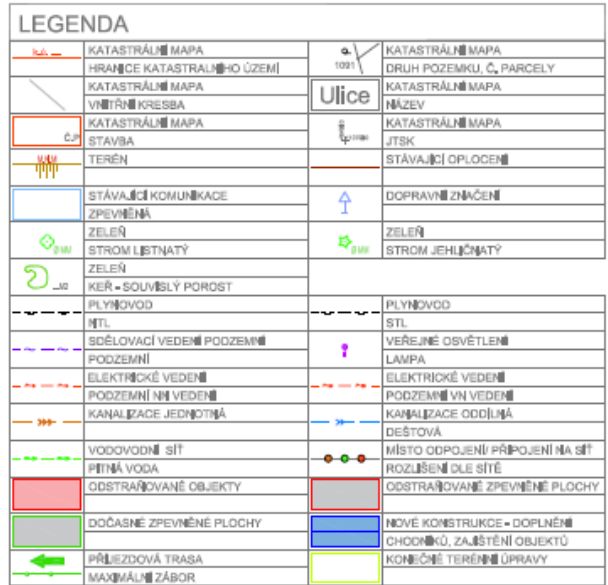 LEGENDA
KATASTRÁLNÍ MAPA
HRANICE KATASTRALNÍHO ÚZEMÍ
1091
KATASTRÁLNÍ MAPA
DRUH POZEMKU, Č. PARCELY
KATASTRÁLNÍ MAPA
VNITŘNÍ KRESBA
Ulice
KATASTRÁLNÍ MAPA
NÁZEV
Č.JP
KATASTRÁLNÍ MAPA
STAVBA
KATASTRÁLNÍ MAPA
JTSK
TERÉN
STÁVAJÍCÍ OPLOCENÍ
STÁVAJÍCÍ KOMUNIKACE
ZPEVNĚNÁ
DOPRAVNÍ ZNAČENÍ
ZELEŇ
STROM LISTNATÝ
ZELEŇ
STROM JEHLIČNATÝ
ZELEŇ
KEŘ - SOUVISLÝ POROST
PLYNOVOD
NTL
PLYNOVOD
STL
SDĚLOVACÍ VEDENÍ PODZEMNÍ
PODZEMNÍ
VEŘEJNÉ OSVĚTLENÍ
LAMPA
ELEKTRICKÉ VEDENÍ
PODZEMNÍ NN VEDENÍ
ELEKTRICKÉ VEDENÍ
PODZEMNÍ VN VEDENÍ
KANALIZACE JEDNOTNÁ
KANALIZACE ODDÍLNÁ
DEŠTOVÁ
VODOVODNÍ SÍŤ
PITNÁ VODA
MÍSTO ODPOJENÍ/ PŘIPOJENÍ NA SÍŤ
ROZLIŠENÍ DLE SÍTĚ
ODSTRAŇOVANÉ OBJEKTY
ODSTRAŇOVANÉ ZPEVNĚNÉ PLOCHY
DOČASNÉ ZPEVNĚNÉ PLOCHY
NOVÉ KONSTRUKCE - DOPLNĚNÍ
CHODNÍKŮ, ZAJIŠTĚNÍ OBJEKTŮ
PŘÍJEZDOVÁ TRASA
MAXIMÁLNÍ ZÁBOR
KONEČNÉ TERÉNNÍ ÚPRAVY